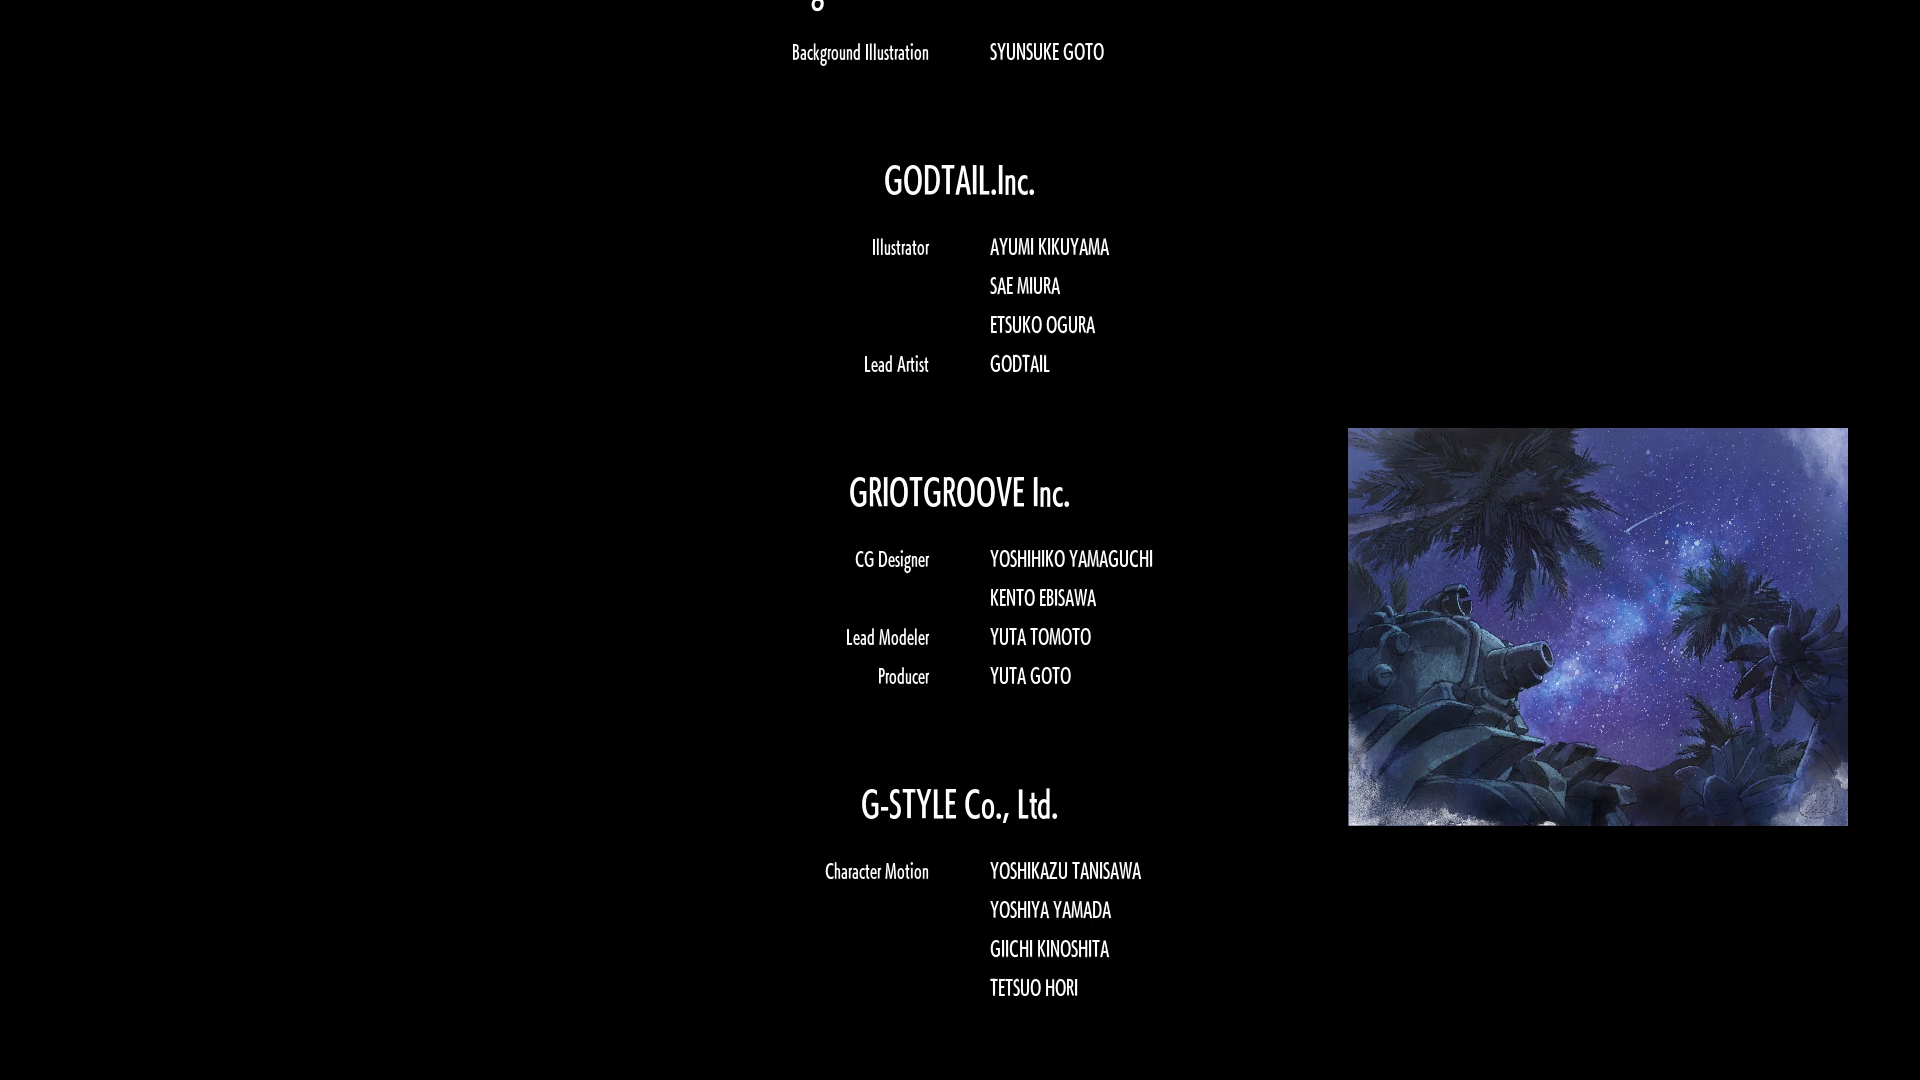 Background Illustration SYUNSUKE GOTO
GODTAIL.Inc.
Illustrator AYUMI KIKUYAMA
SAE MIURA
ETSUKO OGURA
Lead Artist GODTAIL
GRIOTGROOVE Inc.
CG Designer YOSHIHIKO YAMAGUCHI
KENTO EBISAWA
Lead Modeler YUTA TOMOTO
Producer YUTA GOTO
G-STYLE Co., Ltd.
Character Motion YOSHIKAZU TANISAWA
YOSHIYA YAMADA
GIICHI KINOSHITA
TETSUO HORI